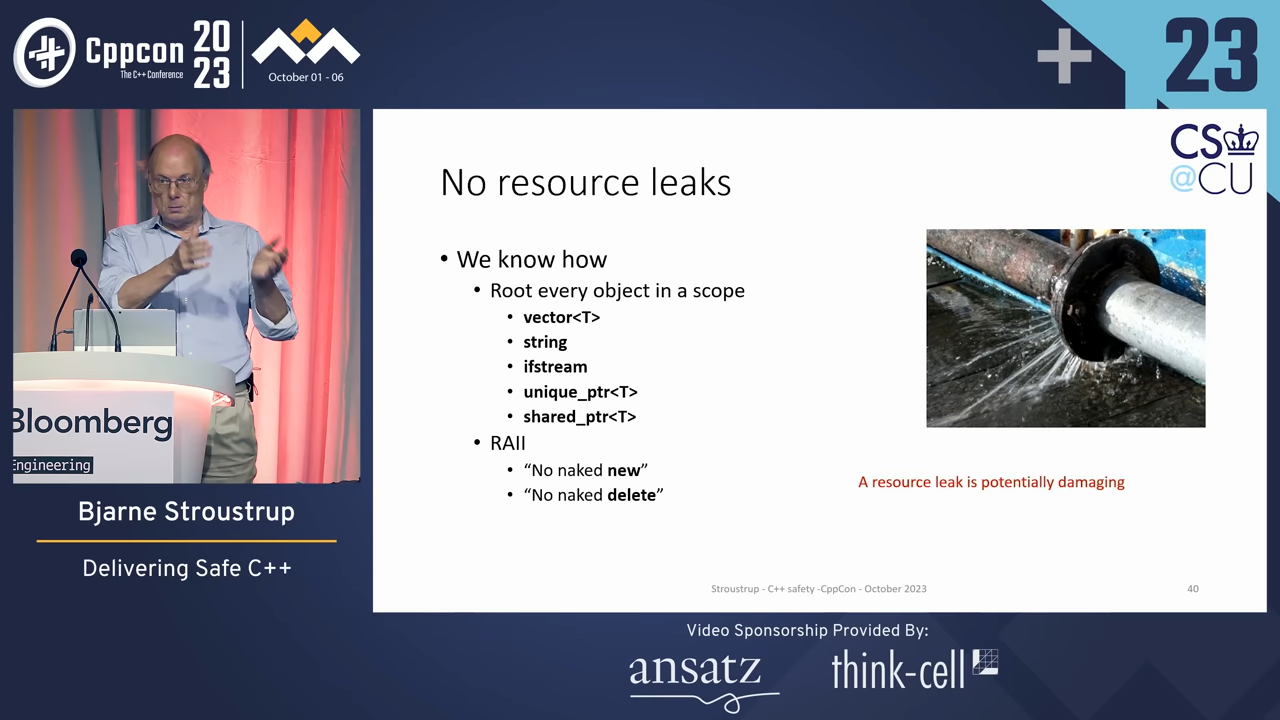 Cppcon
The C++ Conference
20
23
October 01 - 06
23
CS
@CU
No resource leaks
• We know how
• Root every object in a scope
• vector<T>
• string
• ifstream
• unique_ptr<T>
• shared_ptr<T>
• RAII
• “No naked new”
• “No naked delete”
A resource leak is potentially damaging
Stroustrup - C++ safety -CppCon - October 2023
40
Bloomberg
Engineering
Bjarne Stroustrup
Delivering Safe C++
Video Sponsorship Provided By:
ansatz
think-cell